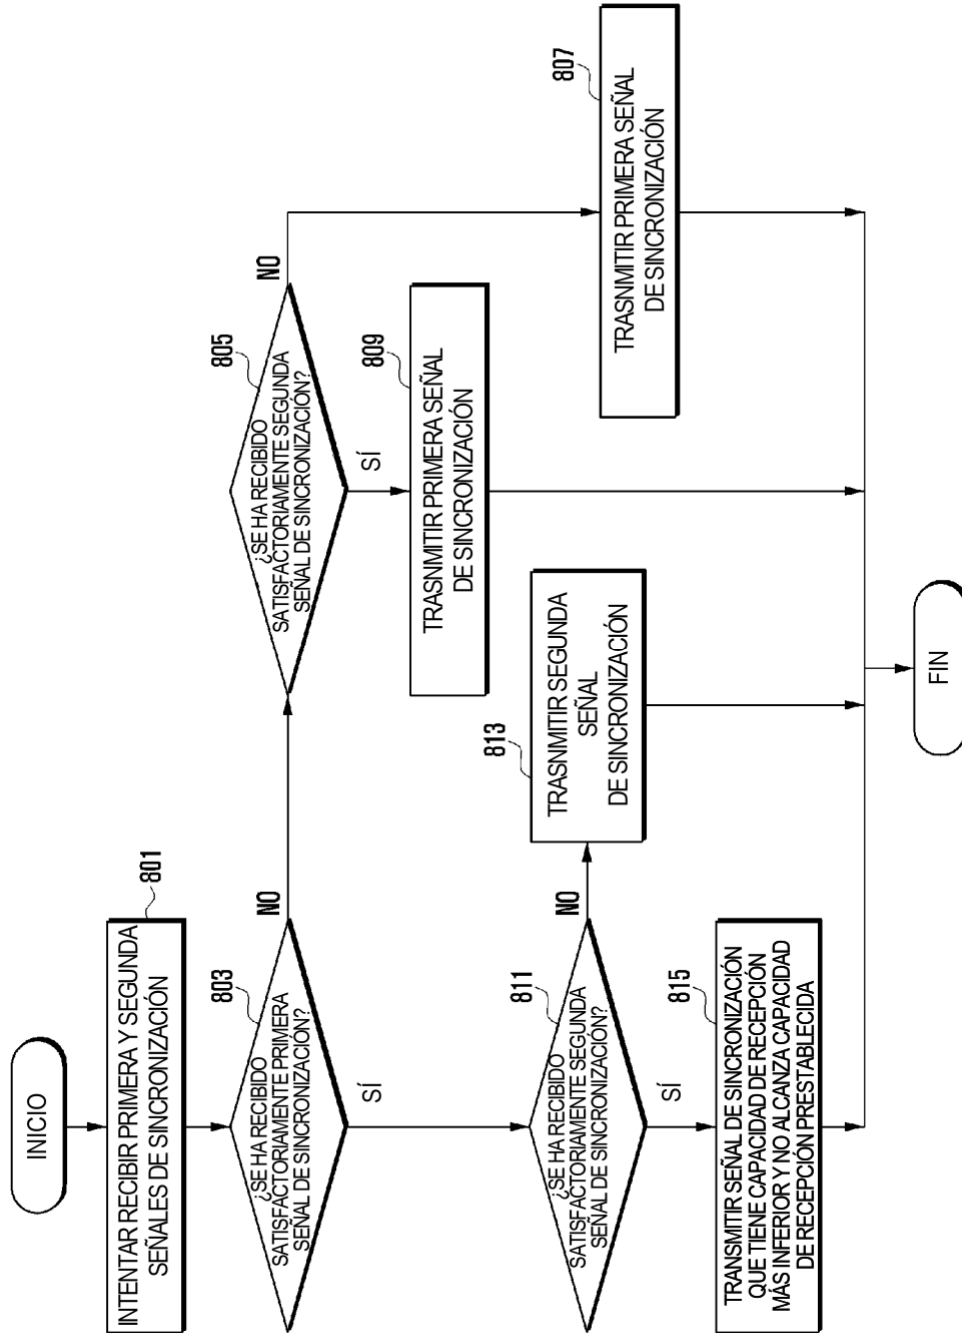 INICIO
801
INTENTAR RECIBIR PRIMERA Y SEGUNDA
SEÑALES DE SINCRONIZACIÓN
803
¿SE HA RECIBIDO
SATISFACTORIAMENTE PRIMERA
SEÑAL DE SINCRONIZACIÓN?
NO
SÍ
805
¿SE HA RECIBIDO
SATISFACTORIAMENTE SEGUNDA
SEÑAL DE SINCRONIZACIÓN?
NO
SÍ
807
TRASNMITIR PRIMERA SEÑAL
DE SINCRONIZACIÓN
809
TRASNMITIR PRIMERA SEÑAL
DE SINCRONIZACIÓN
811
¿SE HA RECIBIDO
SATISFACTORIAMENTE SEGUNDA
SEÑAL DE SINCRONIZACIÓN?
NO
SÍ
813
TRASNMITIR SEGUNDA
SEÑAL
DE SINCRONIZACIÓN
815
TRANSMITIR SEÑAL DE SINCRONIZACIÓN
QUE TIENE CAPACIDAD DE RECEPCIÓN
MÁS INFERIOR Y NO ALCANZA CAPACIDAD
DE RECEPCIÓN PRESTABLECIDA
FIN